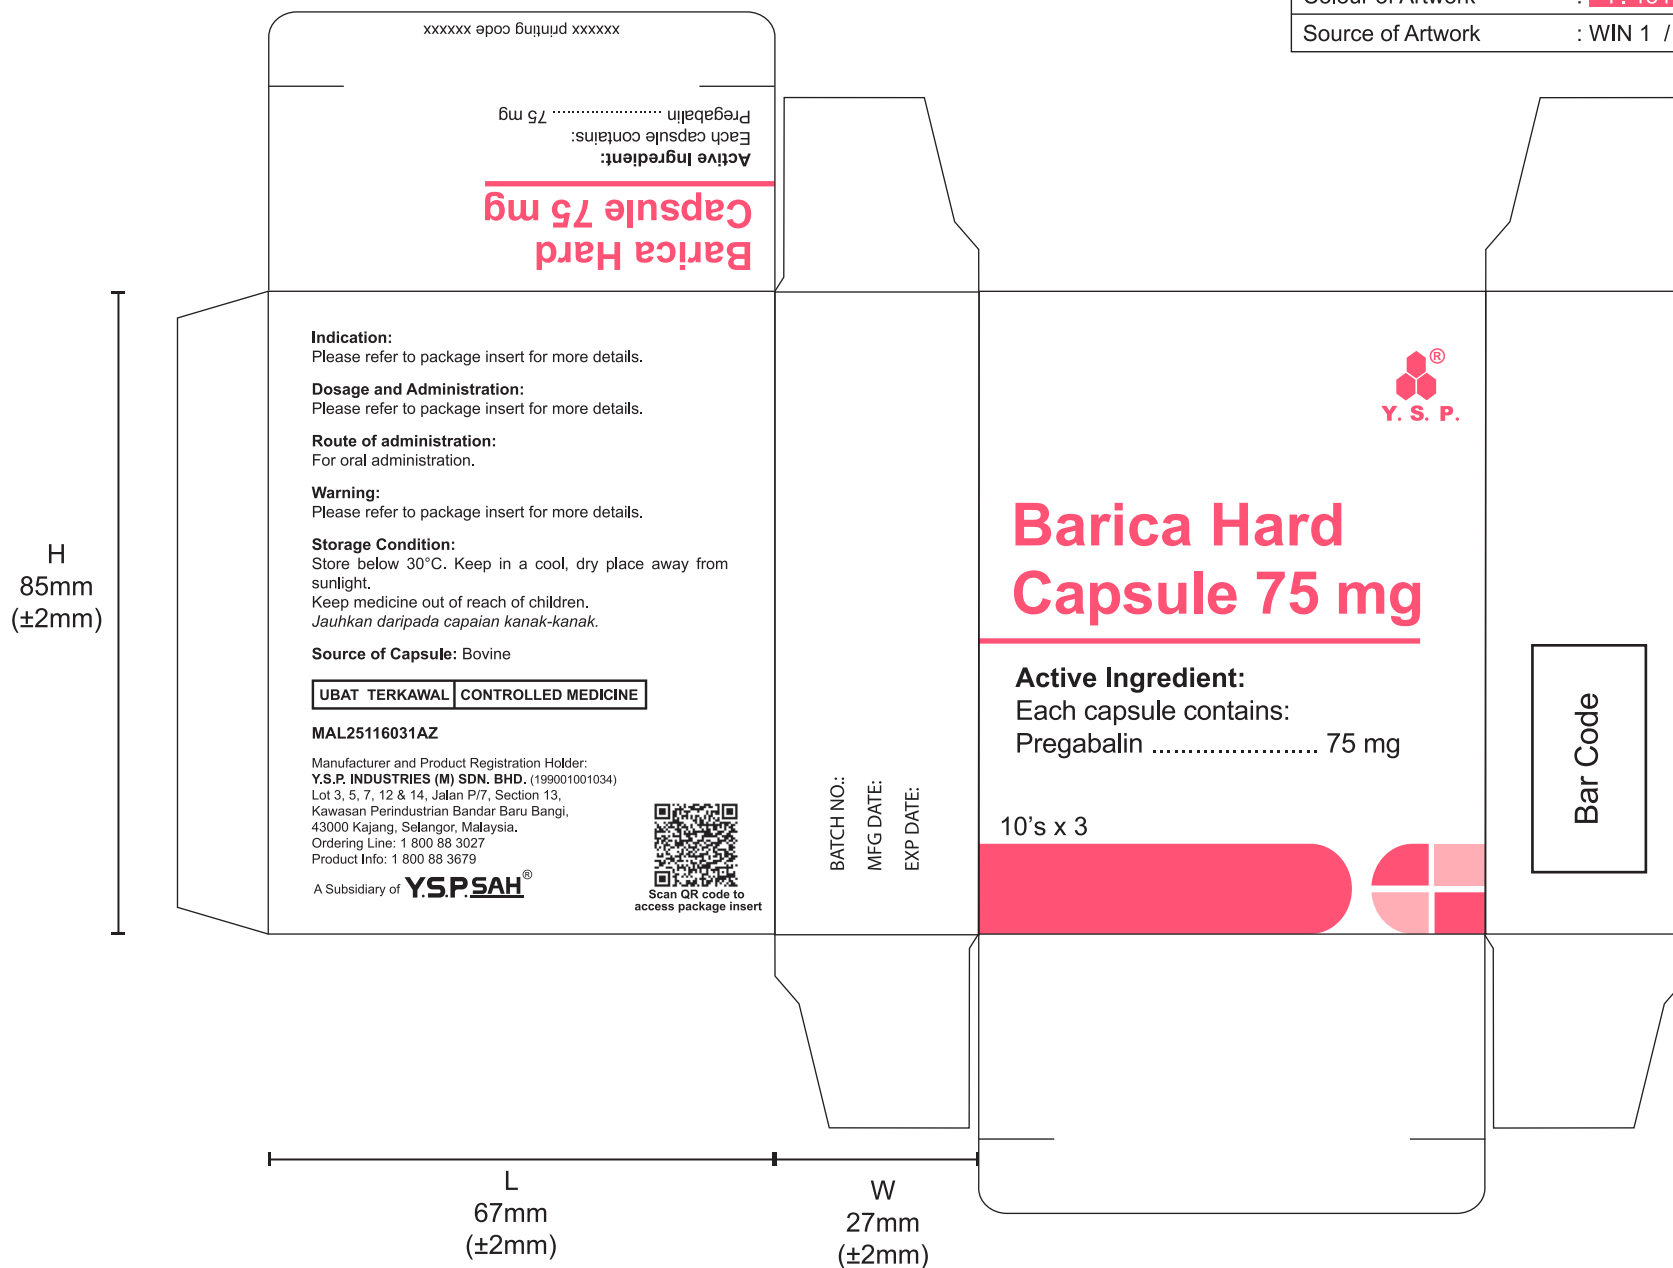 Source of Artwork : WIN 1 /
xxxxxx printing code xxxxxx
Barica Hard
Capsule 75 mg
Active Ingredient:
Each capsule contains:
Pregabalin ...................... 75 mg
H
85mm
(±2mm)
Indication:
Please refer to package insert for more details.
Dosage and Administration:
Please refer to package insert for more details.
Route of administration:
For oral administration.
Warning:
Please refer to package insert for more details.
Storage Condition:
Store below 30°C. Keep in a cool, dry place away from
sunlight.
Keep medicine out of reach of children.
Jauhkan daripada capaian kanak-kanak.
Source of Capsule: Bovine
UBAT TERKAWAL CONTROLLED MEDICINE
MAL25116031AZ
Manufacturer and Product Registration Holder:
Y.S.P. INDUSTRIES (M) SDN. BHD. (199001001034)
Lot 3, 5, 7, 12 & 14, Jalan P/7, Section 13,
Kawasan Perindustrian Bandar Baru Bangi,
43000 Kajang, Selangor, Malaysia.
Ordering Line: 1 800 88 3027
Product Info: 1 800 88 3679
A Subsidiary of Y.S.P.SAH®
Scan QR code to
access package insert
BATCH NO.:
MFG DATE:
EXP DATE:
®
Y. S. P.
Barica Hard
Capsule 75 mg
Active Ingredient:
Each capsule contains:
Pregabalin ...................... 75 mg
10's x 3
Bar Code
L
67mm
(±2mm)
W
27mm
(±2mm)